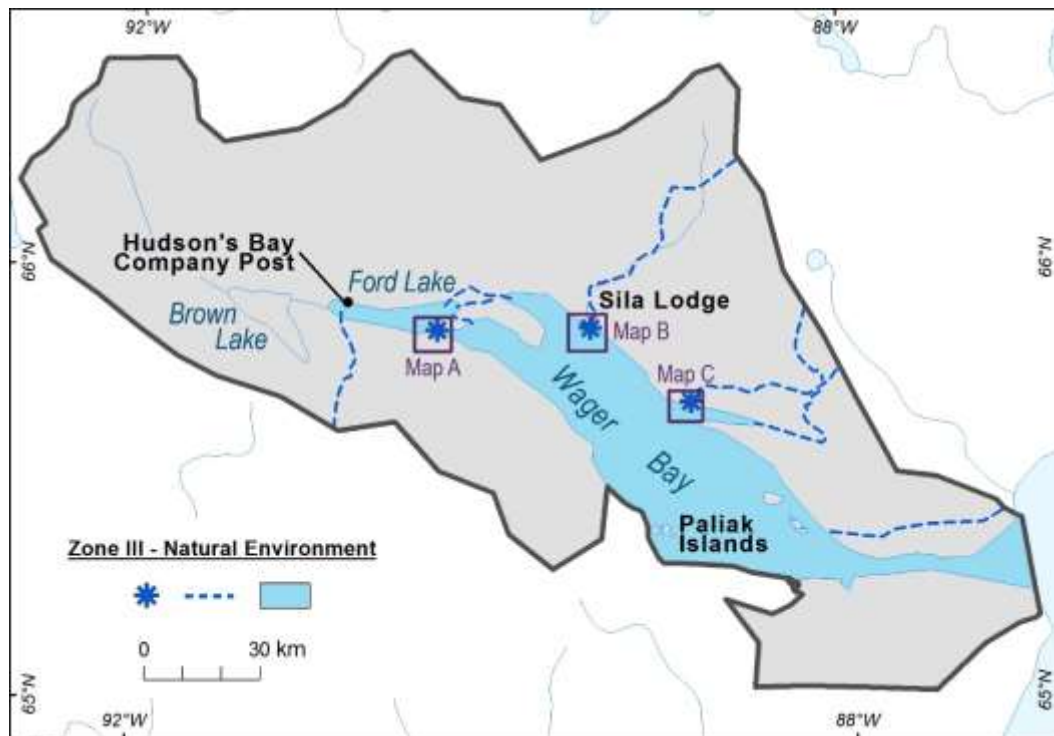 92°W
88°W
66°N
66°N
Hudson's Bay
Company Post
Ford Lake
Brown
Lake
Sila Lodge
Map B
Map A
Map C
Wager
Bay
Paliak
Islands
Zone III - Natural Environment
0
30 km
65°N
65°N
92°W
88°W